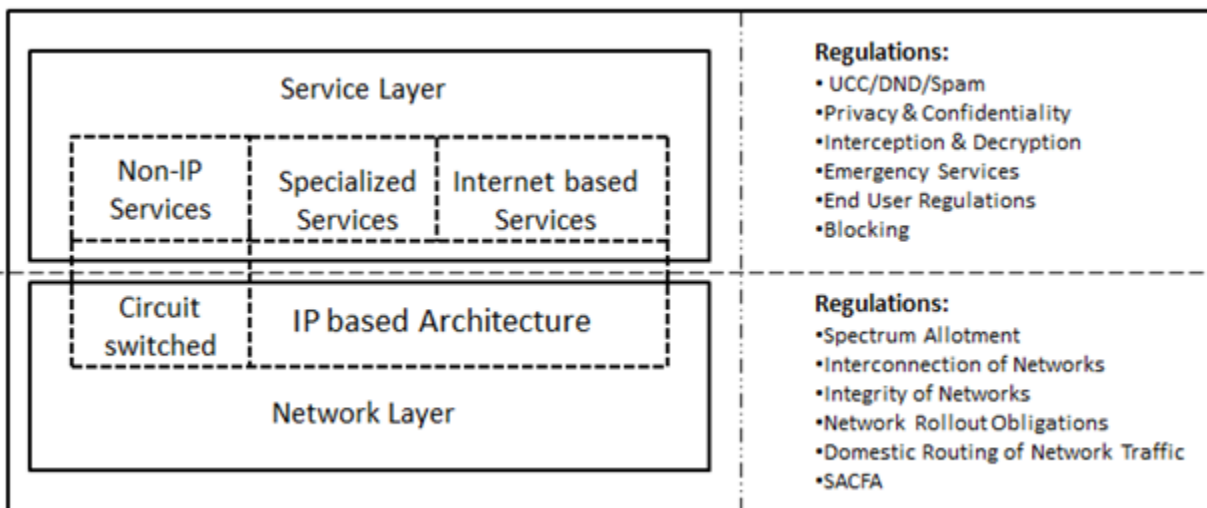 Service Layer
Non-IP
Services
Specialized
Services
Internet based
Services
Circuit
switched
IP based Architecture
Network Layer
Regulations:
• UCC/DND/Spam
•Privacy & Confidentiality
•Interception & Decryption
•Emergency Services
•End User Regulations
•Blocking
Regulations:
•Spectrum Allotment
•Interconnection of Networks
•Integrity of Networks
•Network Rollout Obligations
•Domestic Routing of Network Traffic
•SACFA